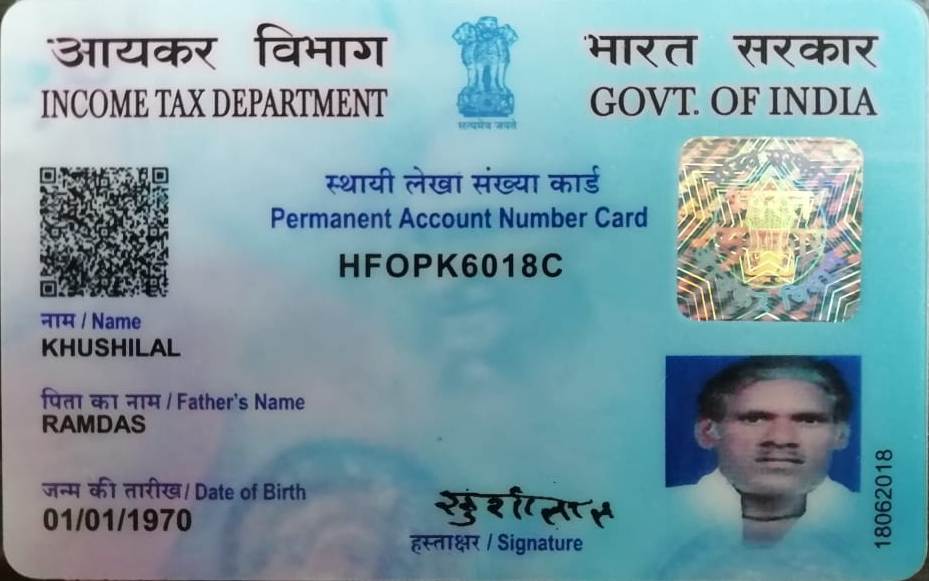 आयकर विभाग
INCOME TAX DEPARTMENT
सत्यमेव जयते
भारत सरकार
GOVT. OF INDIA
स्थायी लेखा संख्या कार्ड
Permanent Account Number Card
HFOPK6018C
नाम / Name
KHUSHILAL
पिता का नाम / Father's Name
RAMDAS
जन्म की तारीख / Date of Birth
01/01/1970
हस्ताक्षर / Signature
18062018